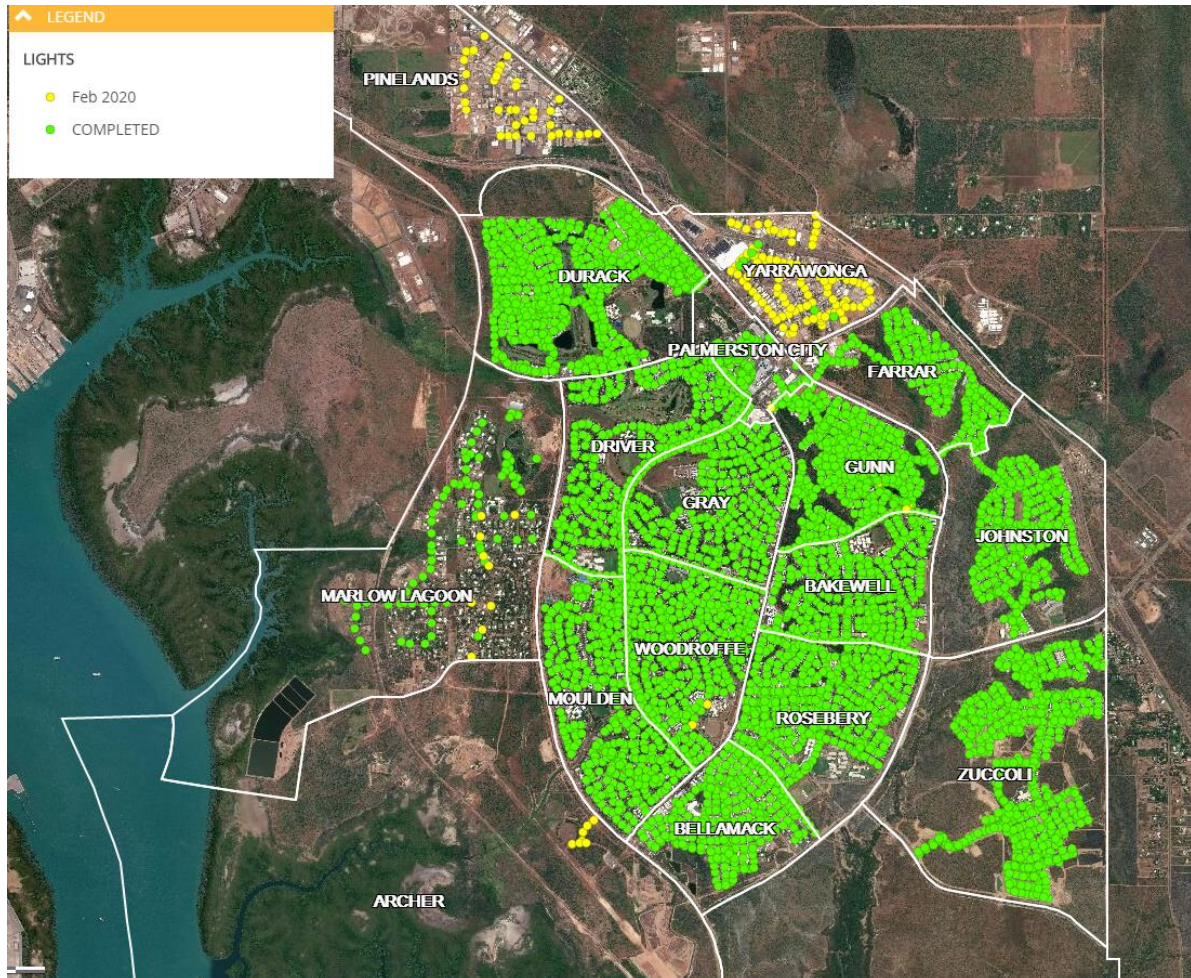 LEGEND
LIGHTS
Feb 2020
COMPLETED
PINELANDS
DURACK
YARRAWONGA
PALMERSTON CITY
FARRAR
DRIVER
GUNN
GRAY
JOHNSTON
BAKEWELL
MARLOW LAGOON
WOODROFFE
MOULDEN
ROSEBERY
ZUCCOLI
BELLAMACK
ARCHER